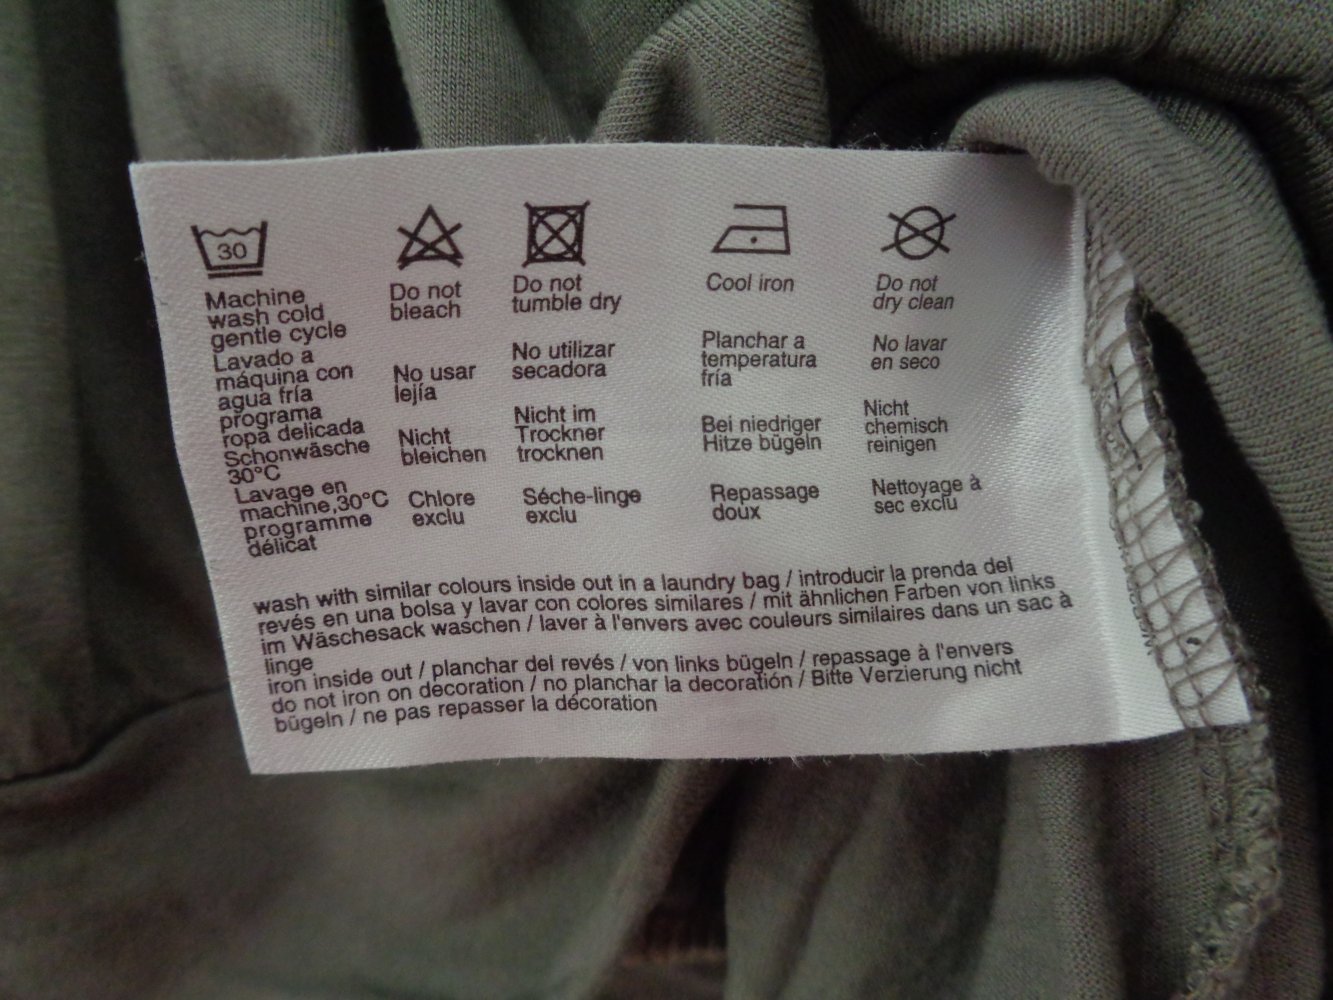 30
Machine
wash cold
gentle cycle
Lavado a
máquina con
agua fría
programa
ropa delicada
Schonwäsche
30°C
Lavage en
machine,30°C
programme
délicat
Do not
bleach
No usar
lejía
Nicht
bleichen
Chlore
exclu
Do not
tumble dry
No utilizar
secadora
Nicht im
Trockner
trocknen
Séche-linge
exclu
Cool iron
Planchar a
temperatura
fría
Bei niedriger
Hitze bügeln
Repassage
doux
Do not
dry clean
No lavar
en seco
Nicht
chemisch
reinigen
Nettoyage à
sec exclu
wash with similar colours inside out in a laundry bag / introducir la prenda del
revés en una bolsa y lavar con colores similares / mit ähnlichen Farben von links
im Wäschesack waschen / laver à l'envers avec couleurs similaires dans un sac à
linge
iron inside out / planchar del revés / von links bügeln / repassage à l'envers
do not iron on decoration / no planchar la decoratión / Bitte Verzierung nicht
bügeln / ne pas repasser la décoration